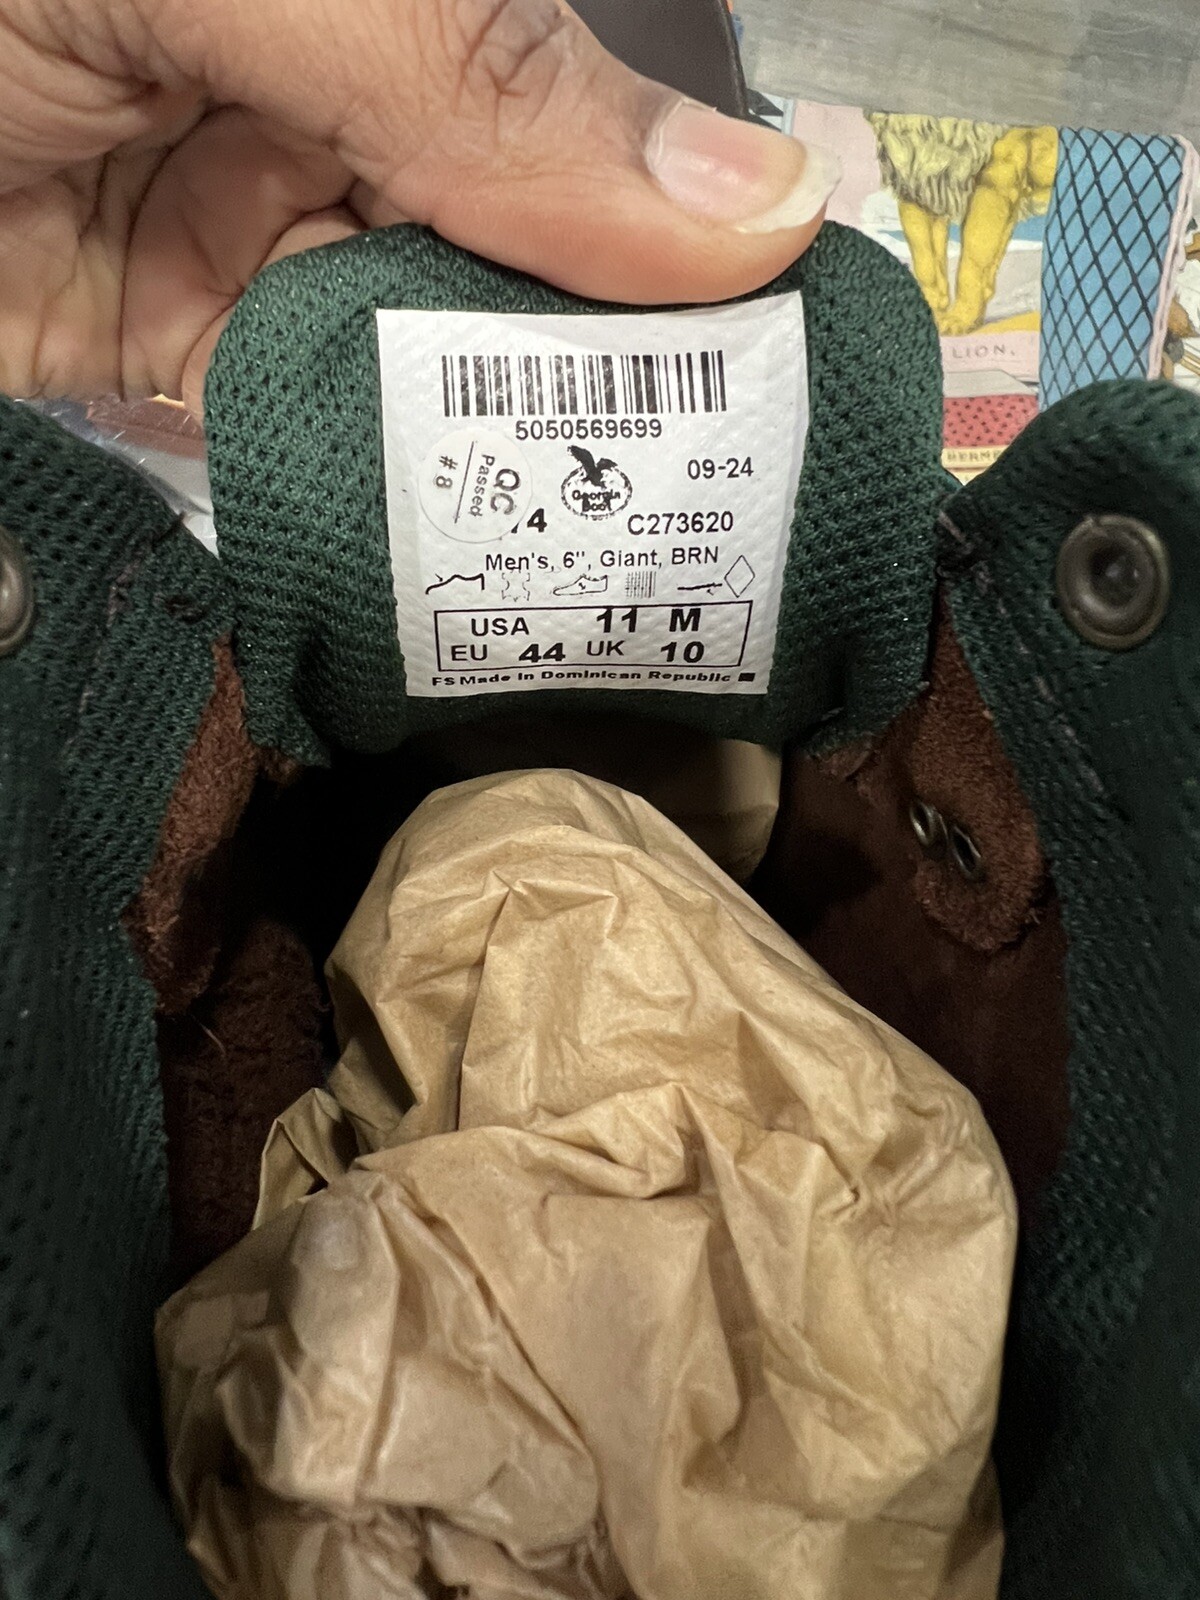 LION.
5050569699
QC
Passed
# 8
Georgia
Boot
09-24
C273620
Men's, 6", Giant, BRN
USA 11 M
EU 44 UK 10
FS Made In Dominican Republic